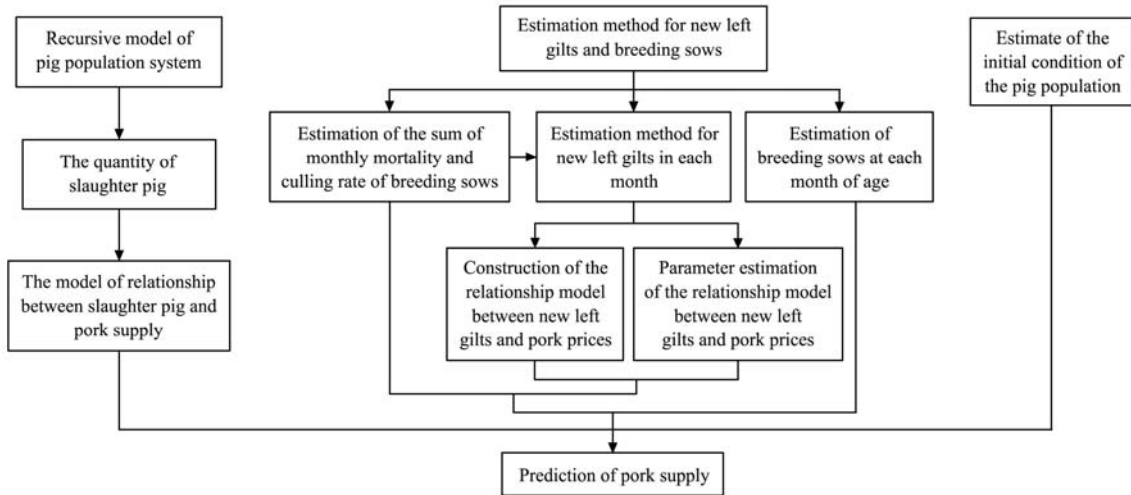 Recursive model of
pig population system
The quantity of
slaughter pig
The model of relationship
between slaughter pig and
pork supply
Estimation method for new left
gilts and breeding sows
Estimation of the sum of
monthly mortality and
culling rate of breeding sows
Estimation method for
new left gilts in each
month
Estimation of
breeding sows at each
month of age
Construction of the
relationship model
between new left
gilts and pork prices
Parameter estimation
of the relationship model
between new left
gilts and pork prices
Estimate of the
initial condition of
the pig population
Prediction of pork supply